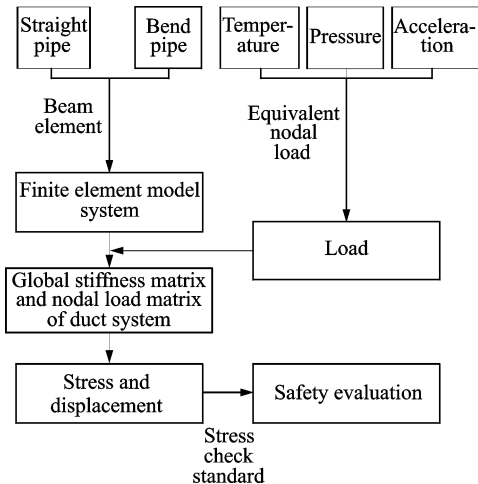 Straight
pipe
Bend
pipe
Temper-
ature
Pressure
Accelera-
tion
Beam
element
Equivalent
nodal
load
Finite element model
system
Load
Global stiffness matrix
and nodal load matrix
of duct system
Stress and
displacement
Safety evaluation
Stress
check
standard